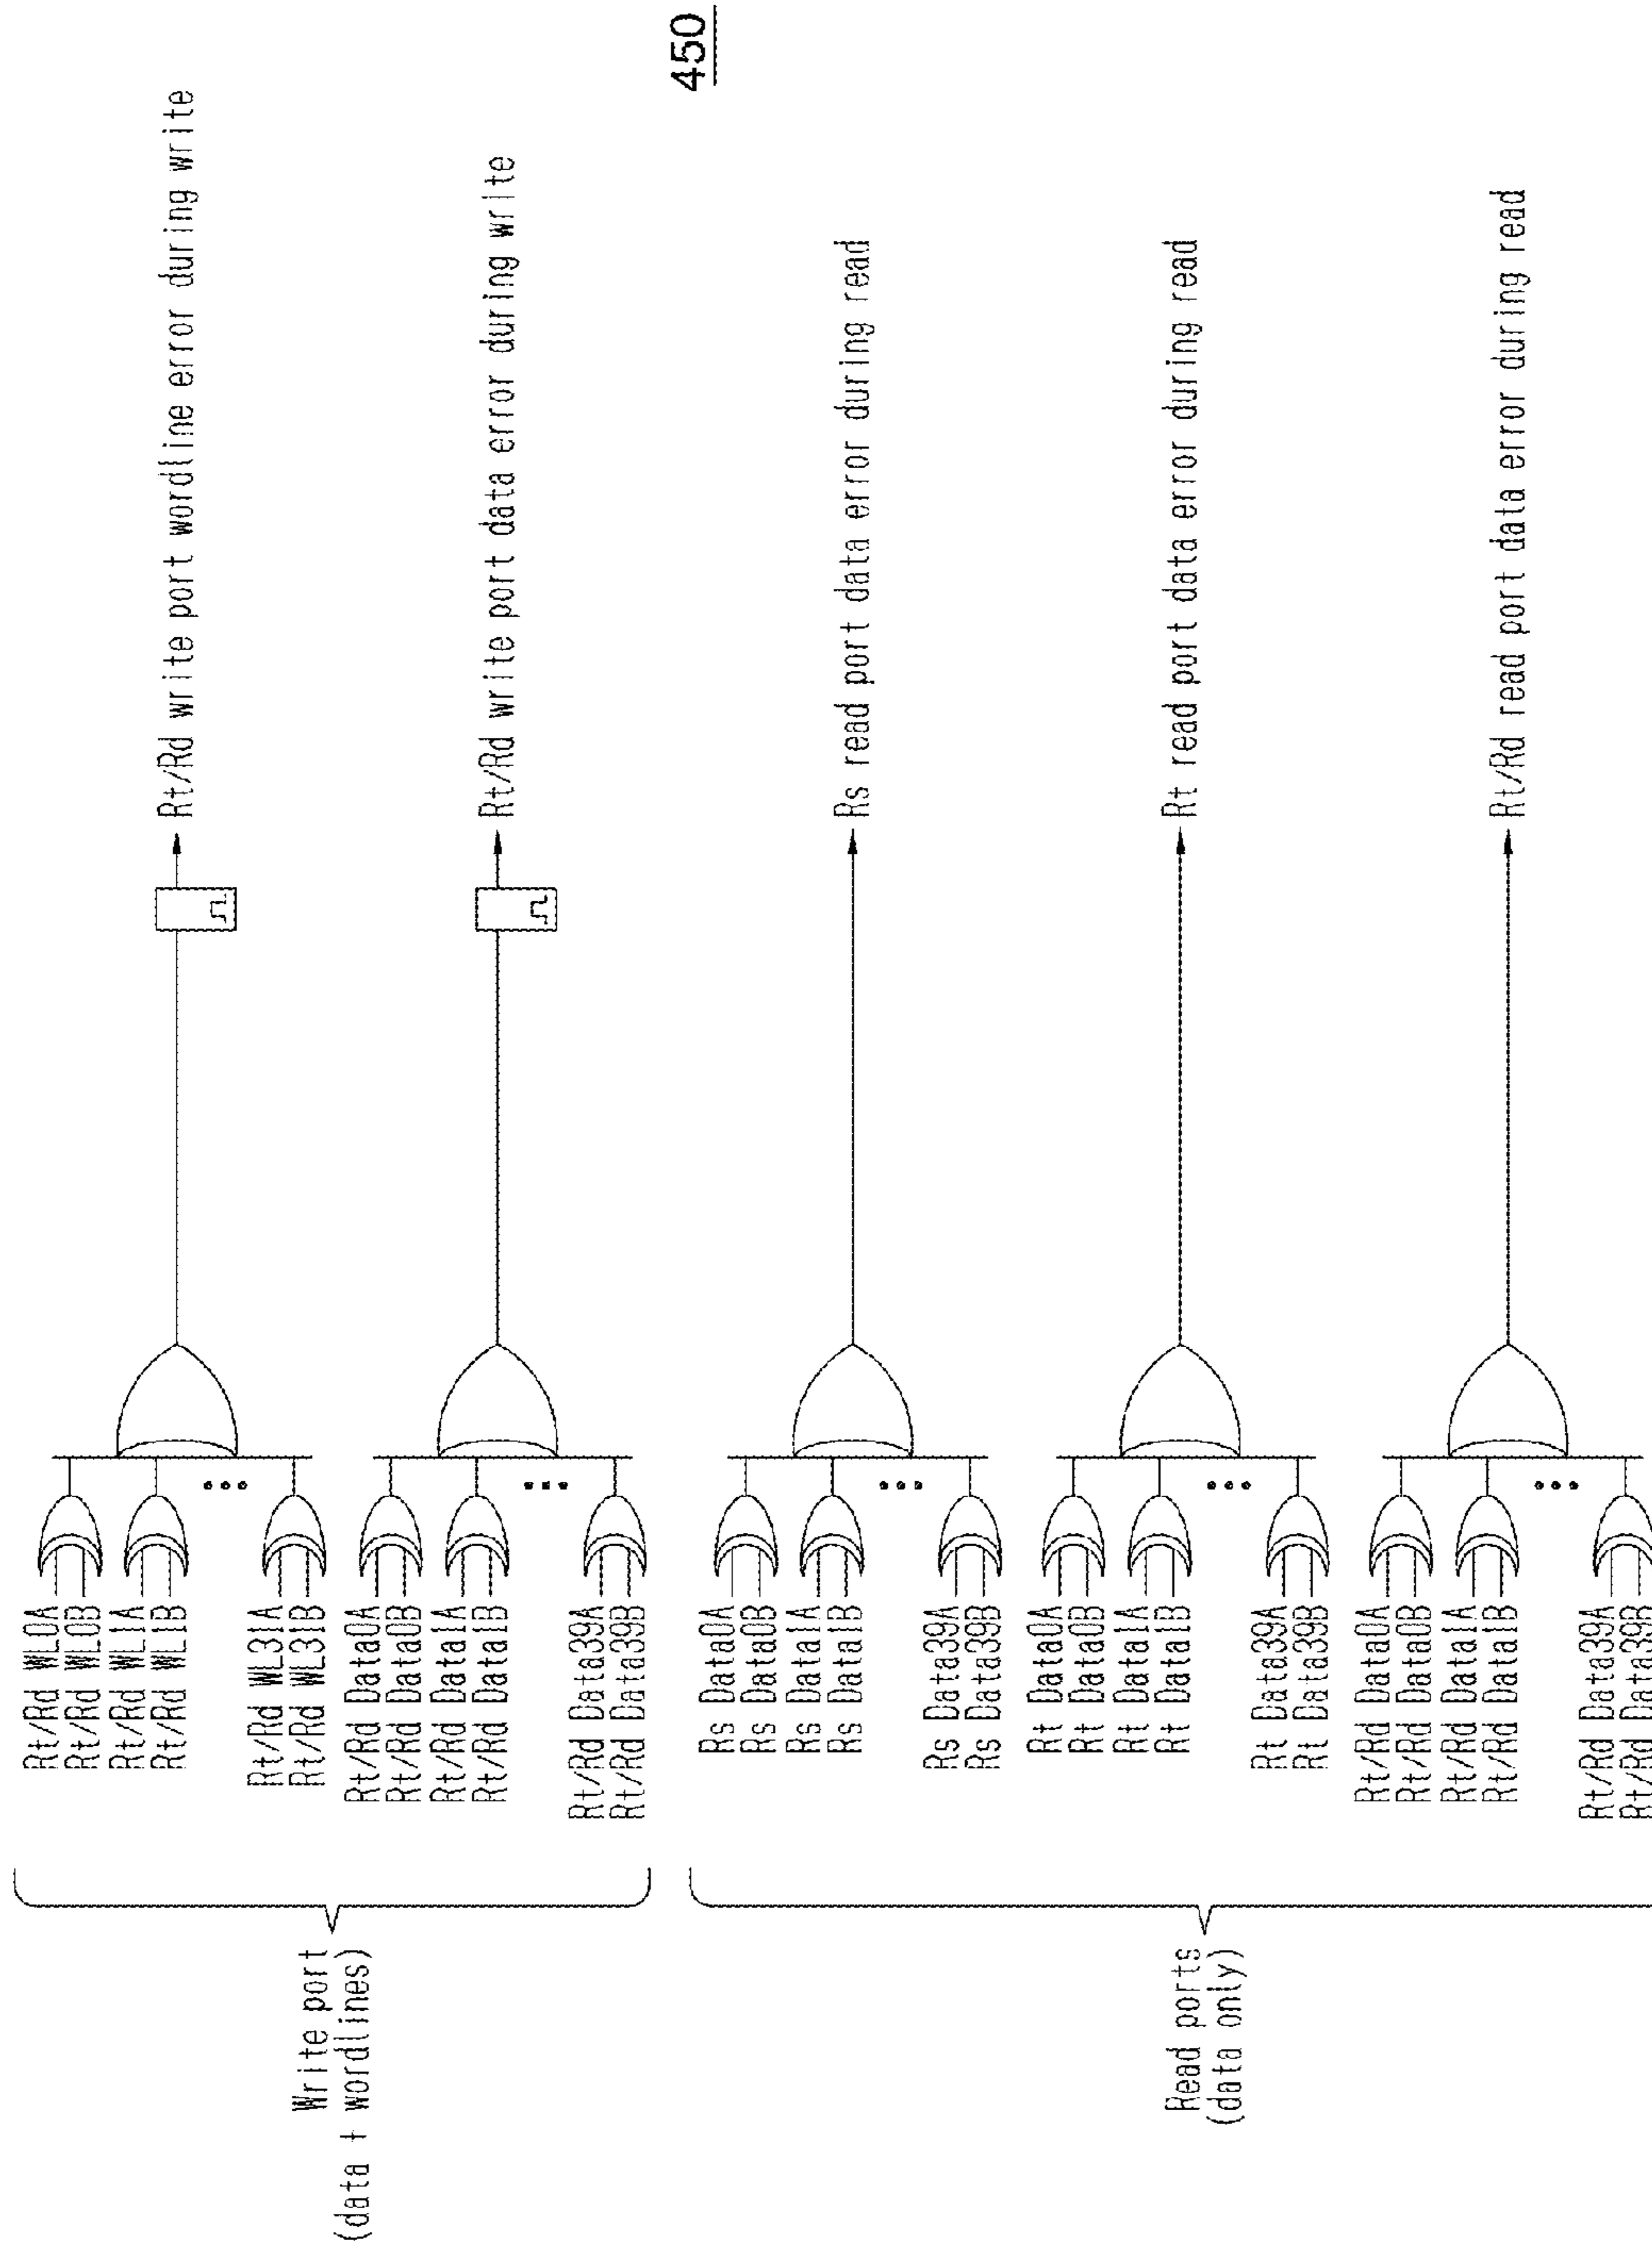 450
Write port
(data + wordlines)
Rt/Rd WL0A
Rt/Rd WL0B
Rt/Rd WL1A
Rt/Rd WL1B
Rt/Rd WL31A
Rt/Rd WL31B
Rt/Rd write port wordline error during write
Rt/Rd Data0A
Rt/Rd Data0B
Rt/Rd Data1A
Rt/Rd Data1B
Rt/Rd Data39A
Rt/Rd Data39B
Rt/Rd write port data error during write
Read ports
(data only)
Rs Data0A
Rs Data0B
Rs Data1A
Rs Data1B
Rs Data39A
Rs Data39B
Rs read port data error during read
Rt Data0A
Rt Data0B
Rt Data1A
Rt Data1B
Rt Data39A
Rt Data39B
Rt read port data error during read
Rt/Rd Data0A
Rt/Rd Data0B
Rt/Rd Data1A
Rt/Rd Data1B
Rt/Rd Data39A
Rt/Rd Data39B
Rt/Rd read port data error during read